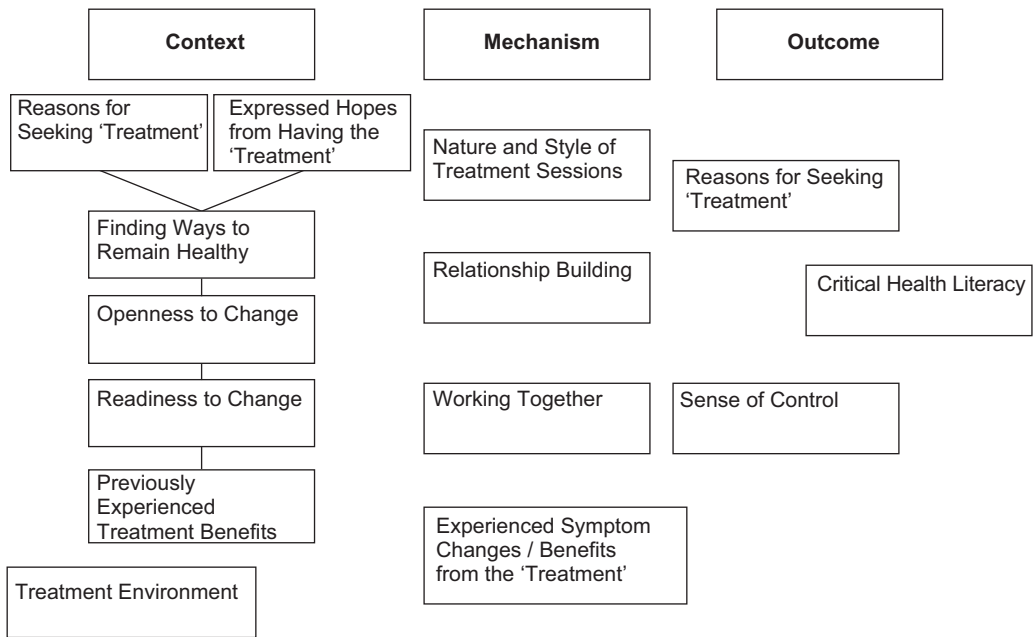 Context
Mechanism
Outcome
Reasons for
Seeking ‘Treatment’
Expressed Hopes
from Having the
‘Treatment’
Finding Ways to
Remain Healthy
Openness to Change
Readiness to Change
Previously
Experienced
Treatment Benefits
Treatment Environment
Nature and Style of
Treatment Sessions
Relationship Building
Working Together
Experienced Symptom
Changes / Benefits
from the ‘Treatment’
Reasons for Seeking
‘Treatment’
Critical Health Literacy
Sense of Control